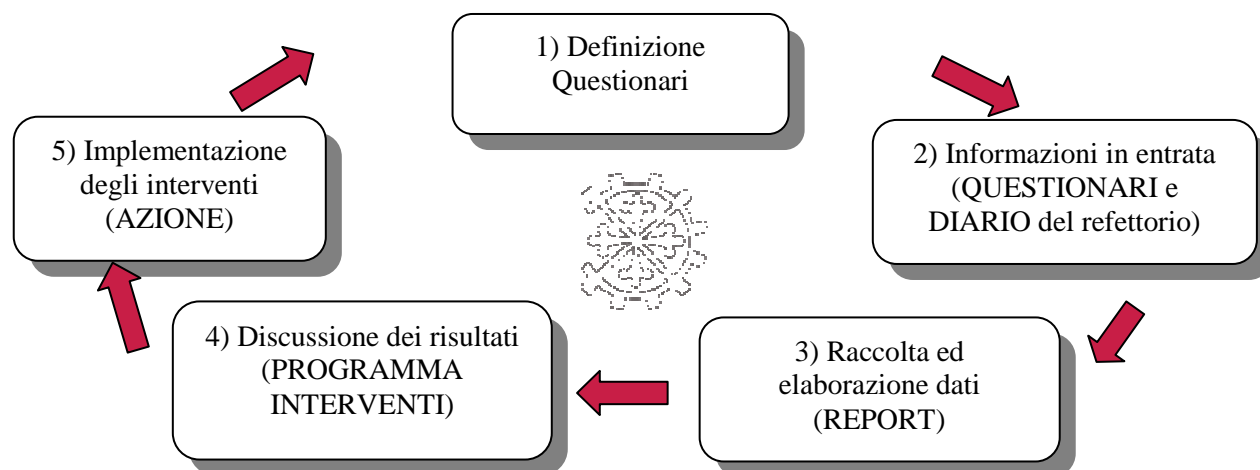 1) Definizione
Questionari
2) Informazioni in entrata
(QUESTIONARI e
DIARIO del refettorio)
3) Raccolta ed
elaborazione dati
(REPORT)
4) Discussione dei risultati
(PROGRAMMA
INTERVENTI)
5) Implementazione
degli interventi
(AZIONE)